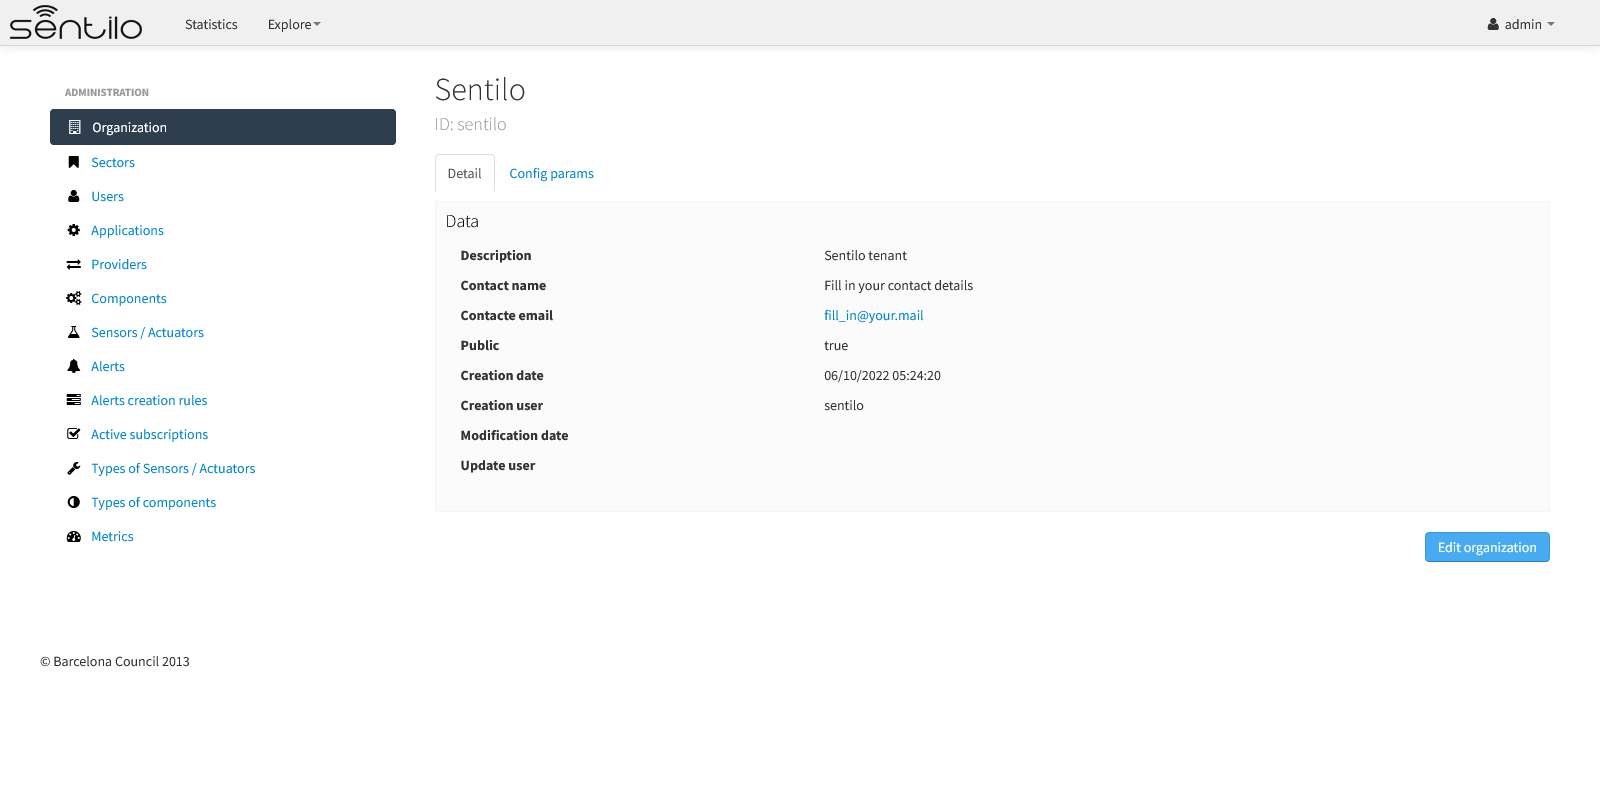 sentilo
Statistics
Explore
admin
ADMINISTRATION
Organization
Sectors
Users
Applications
Providers
Components
Sensors / Actuators
Alerts
Alerts creation rules
Active subscriptions
Types of Sensors / Actuators
Types of components
Metrics
Sentilo
ID: sentilo
Detail
Config params
Data
Description Sentilo tenant
Contact name Fill in your contact details
Contacte email fill_in@your.mail
Public true
Creation date 06/10/2022 05:24:20
Creation user sentilo
Modification date
Update user
Edit organization
© Barcelona Council 2013